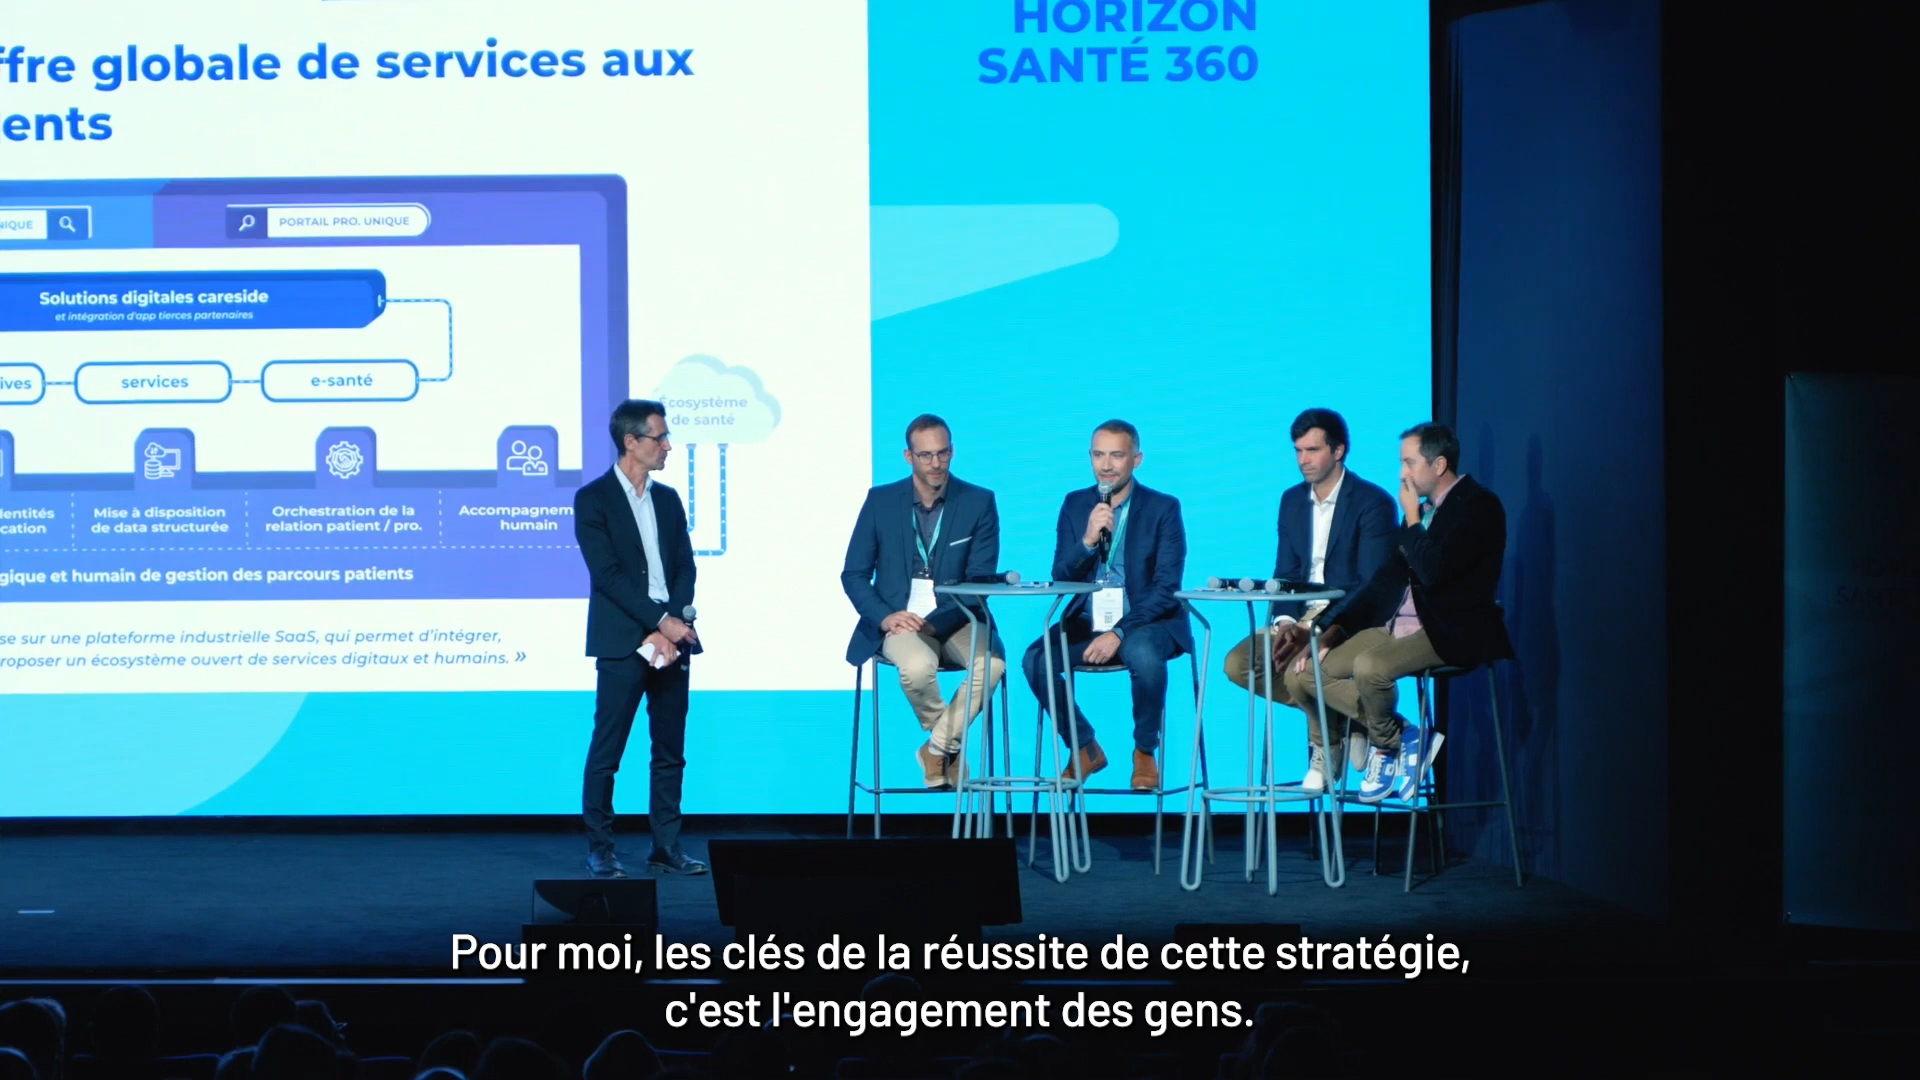 ffre globale de services aux
ents
HORIZON
SANTÉ 360
NIQUE
PORTAIL PRO. UNIQUE
Solutions digitales careside
et intégration d'app tierces partenaires
ives
services
e-santé
Écosystème
de santé
dentités
cation
Mise à disposition
de data structurée
Orchestration de la
relation patient / pro.
Accompagnem
humain
gique et humain de gestion des parcours patients
se sur une plateforme industrielle SaaS, qui permet d'intégrer,
roposer un écosystème ouvert de services digitaux et humains. »
Pour moi, les clés de la réussite de cette stratégie,
c'est l'engagement des gens.